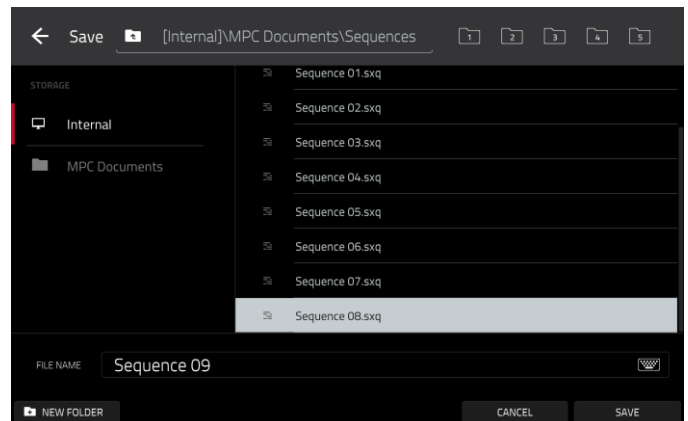 Save [Internal]\MPC Documents\Sequences 1 2 3 4 5
STORAGE
Internal
MPC Documents
Sequence 01.sxq
Sequence 02.sxq
Sequence 03.sxq
Sequence 04.sxq
Sequence 05.sxq
Sequence 06.sxq
Sequence 07.sxq
Sequence 08.sxq
FILE NAME Sequence 09
NEW FOLDER CANCEL SAVE